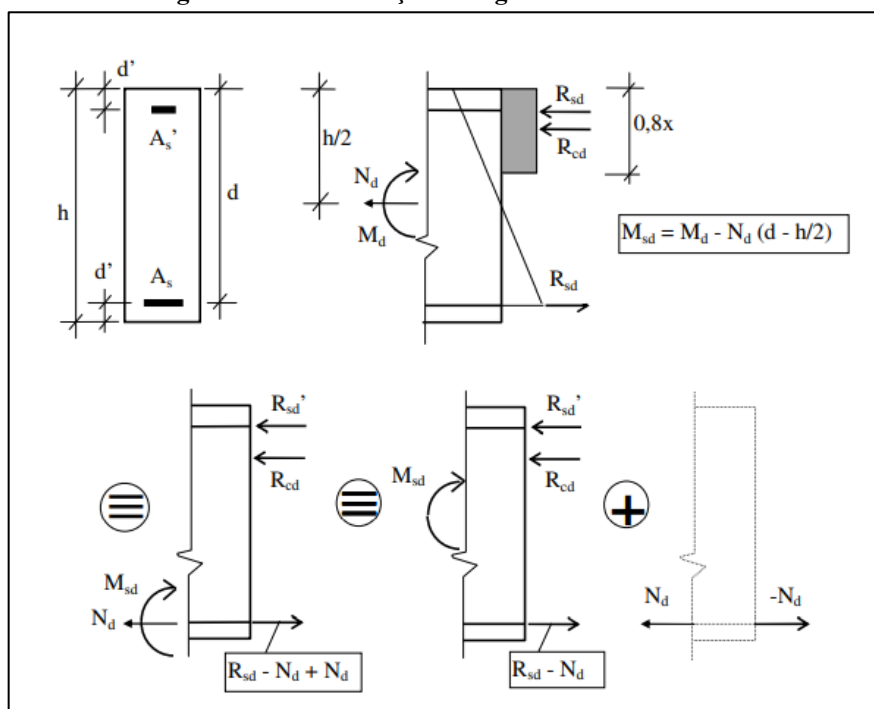 d'
A_s'
h
d
d'
A_s
h/2
N_d
M_d
R_sd
R_cd
0,8x
R_sd
M_sd = M_d - N_d (d - h/2)
R_sd'
R_cd
M_sd
N_d
R_sd - N_d + N_d
R_sd'
R_cd
M_sd
R_sd - N_d
+
N_d
-N_d